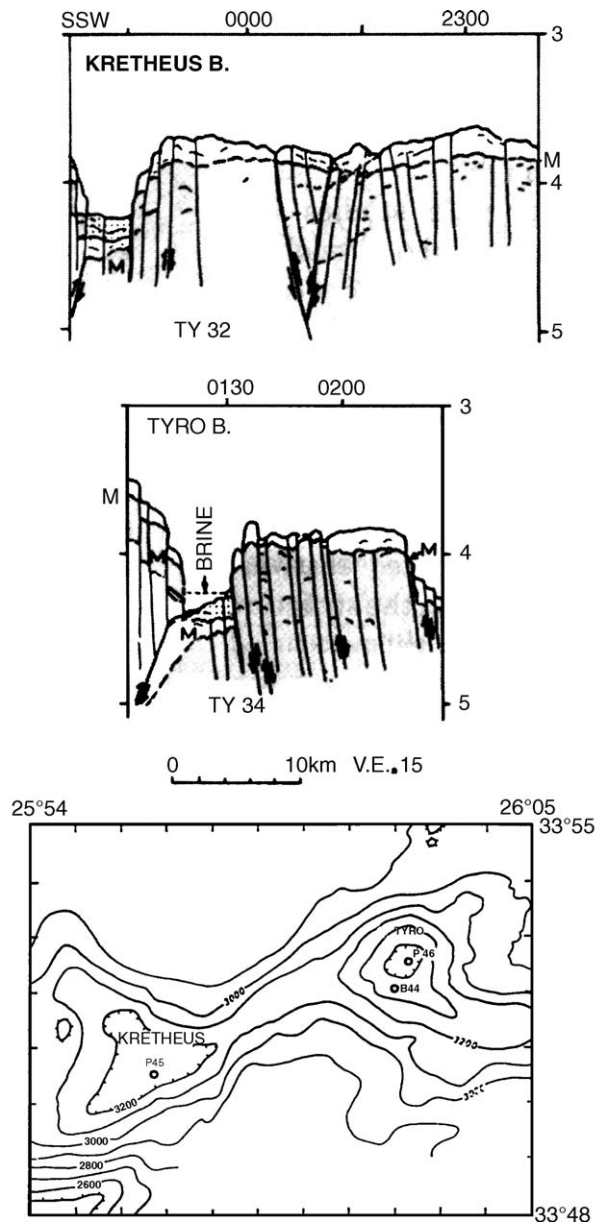 SSW 0000 2300
3
KRETHEUS B.
M
4
M
TY 32
5
0130 0200
3
TYRO B.
M
BRINE
M
4
M
M
TY 34
5
0 10km V.E. 15
25°54 26°05
33°55
TYRO
P 46
3000
B44
KRETHEUS
P45
3200
3000
3000
2800
2600
33°48